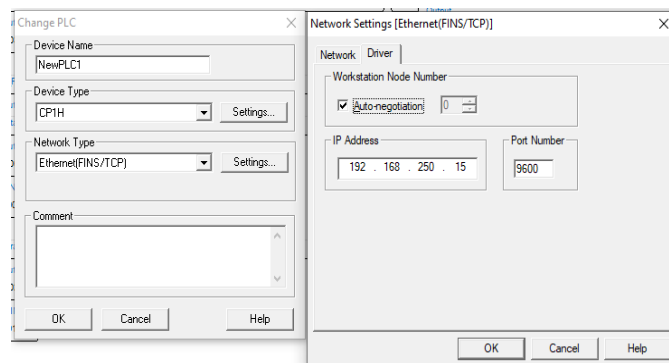 Change PLC
Device Name
NewPLC1
Device Type
CP1H
Settings...
Network Type
Ethernet(FINS/TCP)
Settings...
Comment
OK
Cancel
Help
Network Settings [Ethernet(FINS/TCP)]
Network
Driver
Workstation Node Number
Auto-negotiation
0
IP Address
192 . 168 . 250 . 15
Port Number
9600
OK
Cancel
Help